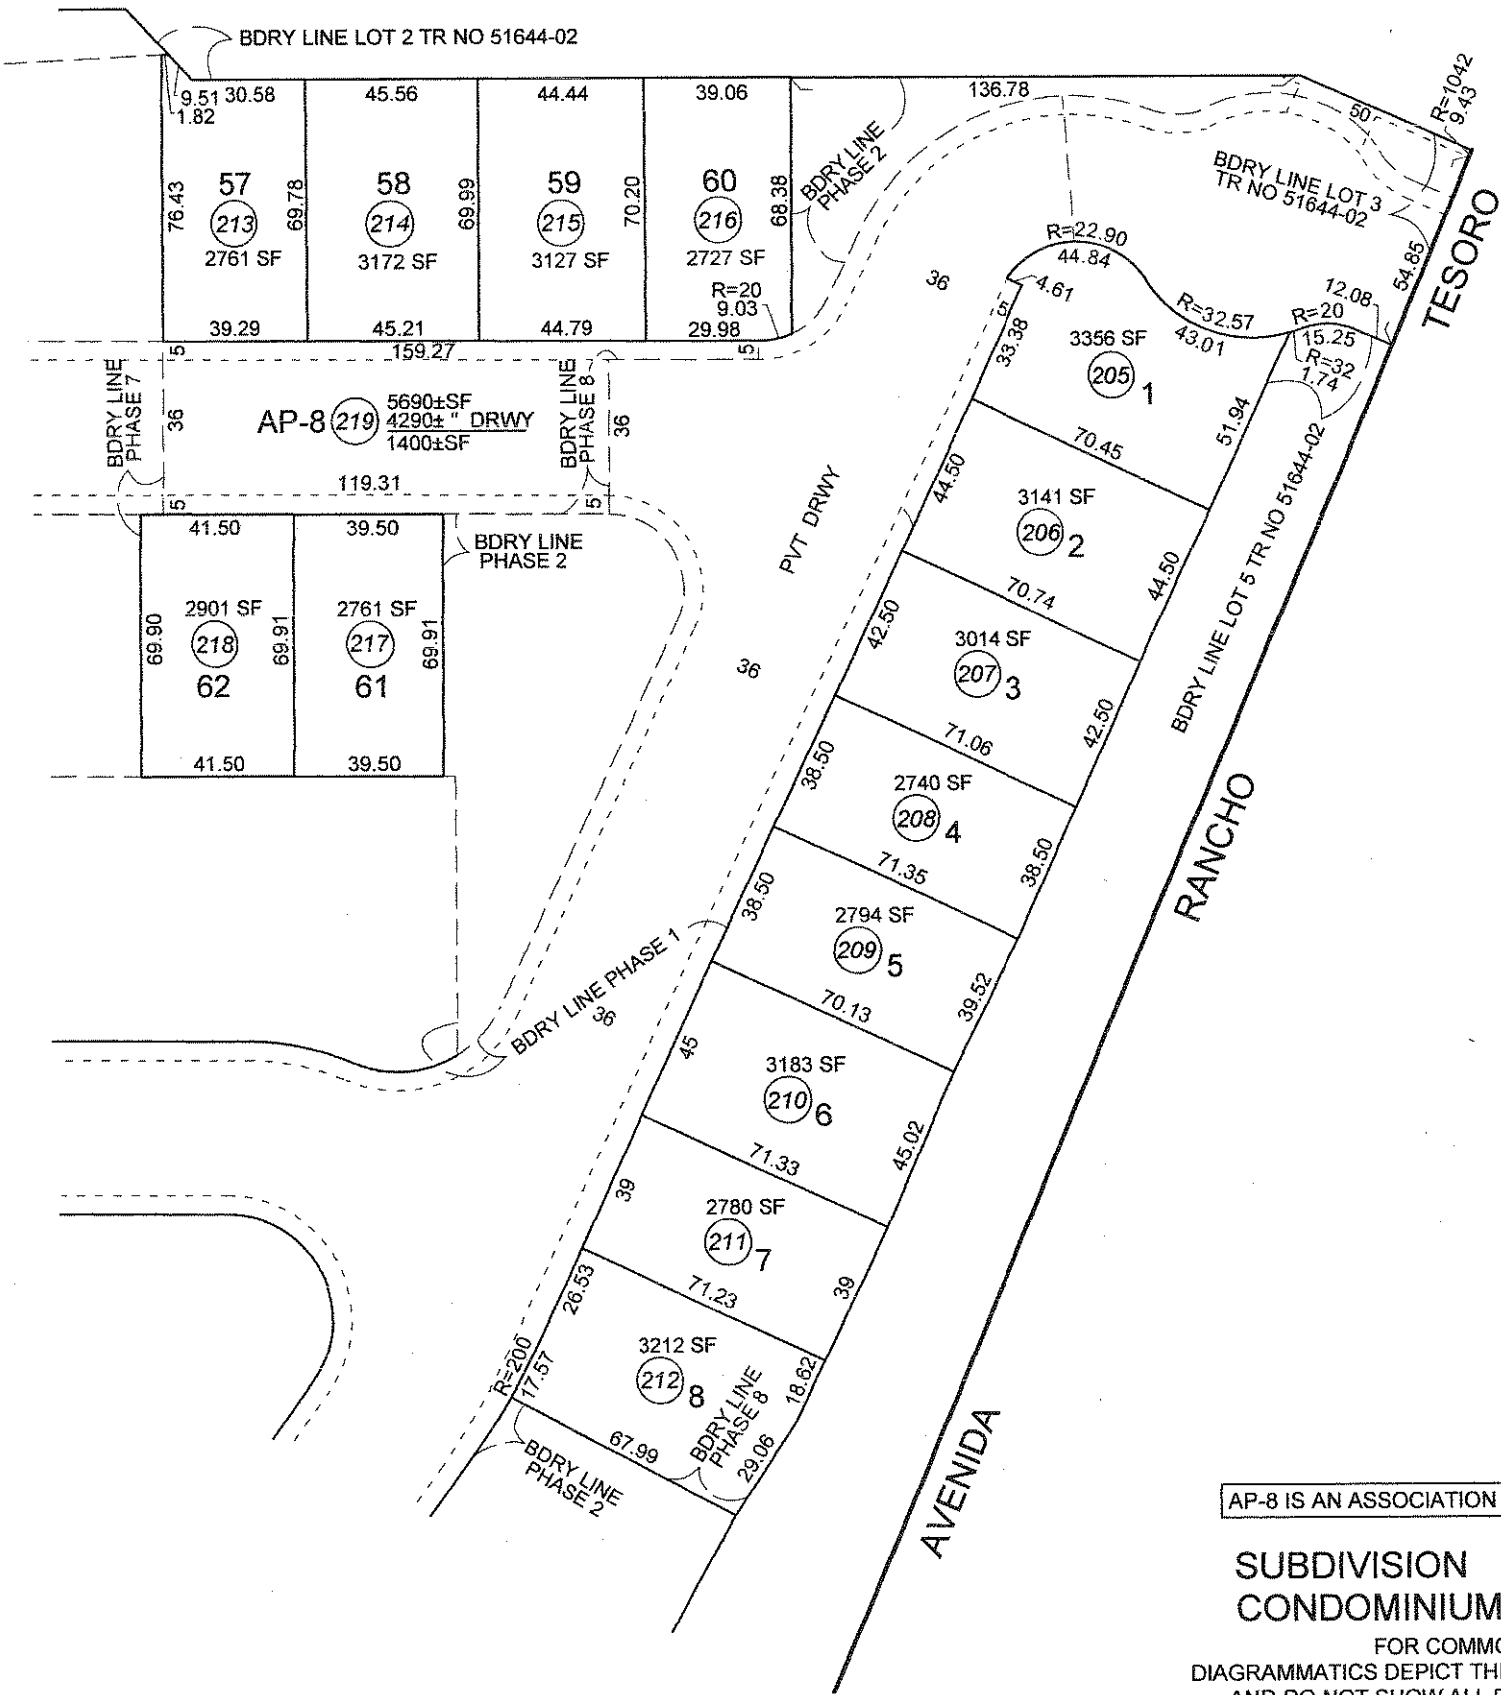 BDRY LINE LOT 2 TR NO 51644-02
9.51
1.82
30.58
45.56
44.44
39.06
136.78
50
R=1042
9.43
BDRY LINE
PHASE 2
BDRY LINE LOT 3
TR NO 51644-02
TESORO
54.85
76.43
57
213
2761 SF
69.78
58
214
3172 SF
69.99
59
215
3127 SF
70.20
60
216
2727 SF
68.38
R=20
9.03
39.29
45.21
44.79
29.98
5
159.27
5
BDRY LINE
PHASE 7
36
AP-8
219
5690±SF
4290± " DRWY
1400±SF
BDRY LINE
PHASE 8
36
119.31
5
5
36
R=22.90
44.84
4.61
5
33.38
R=32.57
43.01
R=20
15.25
12.08
R=32
1.74
3356 SF
205
1
51.94
70.45
44.50
3141 SF
206
2
44.50
70.74
PVT DRWY
BDRY LINE LOT 5 TR NO 51644-02
41.50
39.50
BDRY LINE
PHASE 2
69.90
2901 SF
218
62
69.91
2761 SF
217
61
69.91
41.50
39.50
42.50
3014 SF
207
3
42.50
71.06
36
38.50
2740 SF
208
4
38.50
71.35
RANCHO
38.50
2794 SF
209
5
39.52
70.13
BDRY LINE PHASE 1
36
45
3183 SF
210
6
45.02
71.33
39
2780 SF
211
7
39
71.23
26.53
R=200
17.57
3212 SF
212
8
18.62
BDRY LINE
PHASE 8
29.06
67.99
BDRY LINE
PHASE 2
AVENIDA
AP-8 IS AN ASSOCIATION
SUBDIVISION
CONDOMINIUM
FOR COMMO
DIAGRAMMATICS DEPICT TH
AND DO NOT SHOW ALL